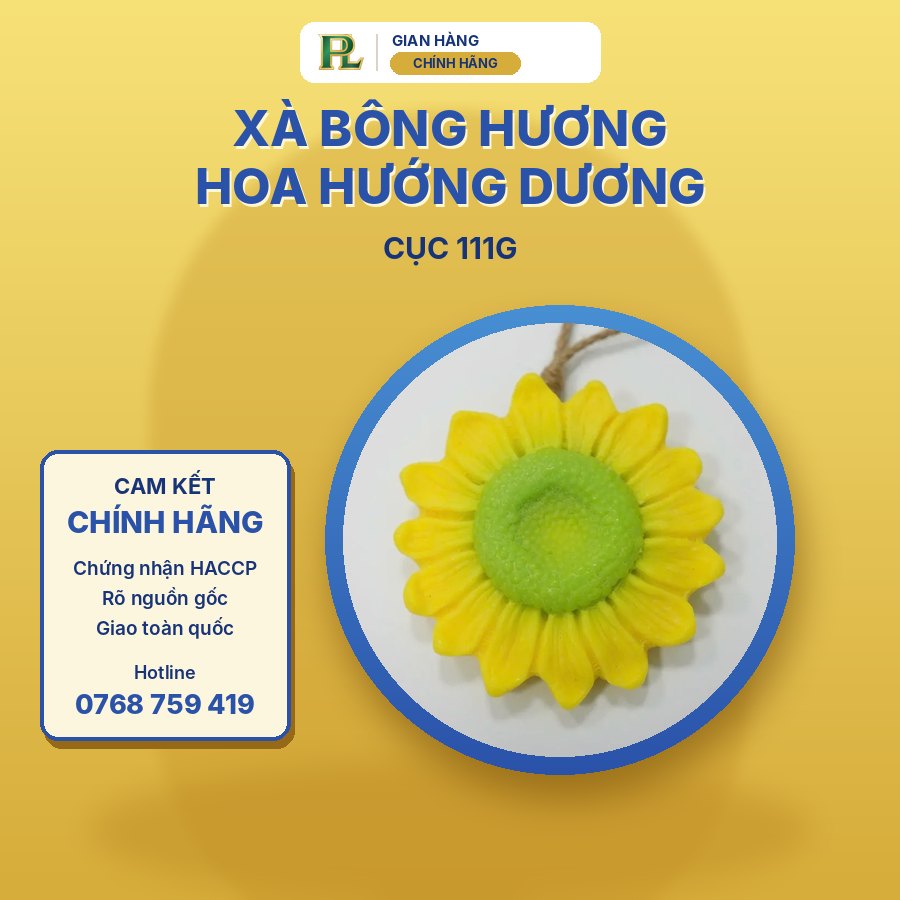 PL
GIAN HÀNG
CHÍNH HÃNG
XÀ BÔNG HƯƠNG
HOA HƯỚNG DƯƠNG
CỤC 111G
CAM KẾT
CHÍNH HÃNG
Chứng nhận HACCP
Rõ nguồn gốc
Giao toàn quốc
Hotline
0768 759 419